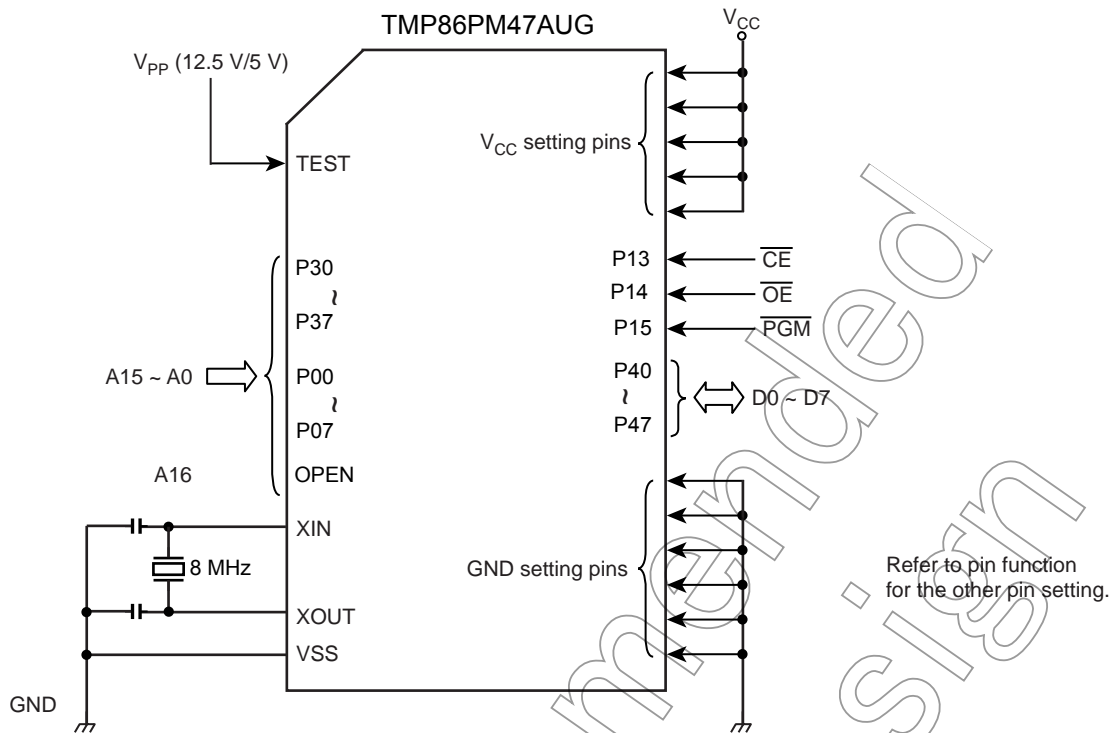 TMP86PM47AUG
VCC
VPP (12.5 V/5 V)
TEST
VCC setting pins
P30
~
P37
A15 ~ A0
P00
~
P07
A16
OPEN
P13
CE
P14
OE
P15
PGM
P40
~
P47
D0 ~ D7
XIN
8 MHz
XOUT
VSS
GND
GND setting pins
Refer to pin function
for the other pin setting.
mended
sign